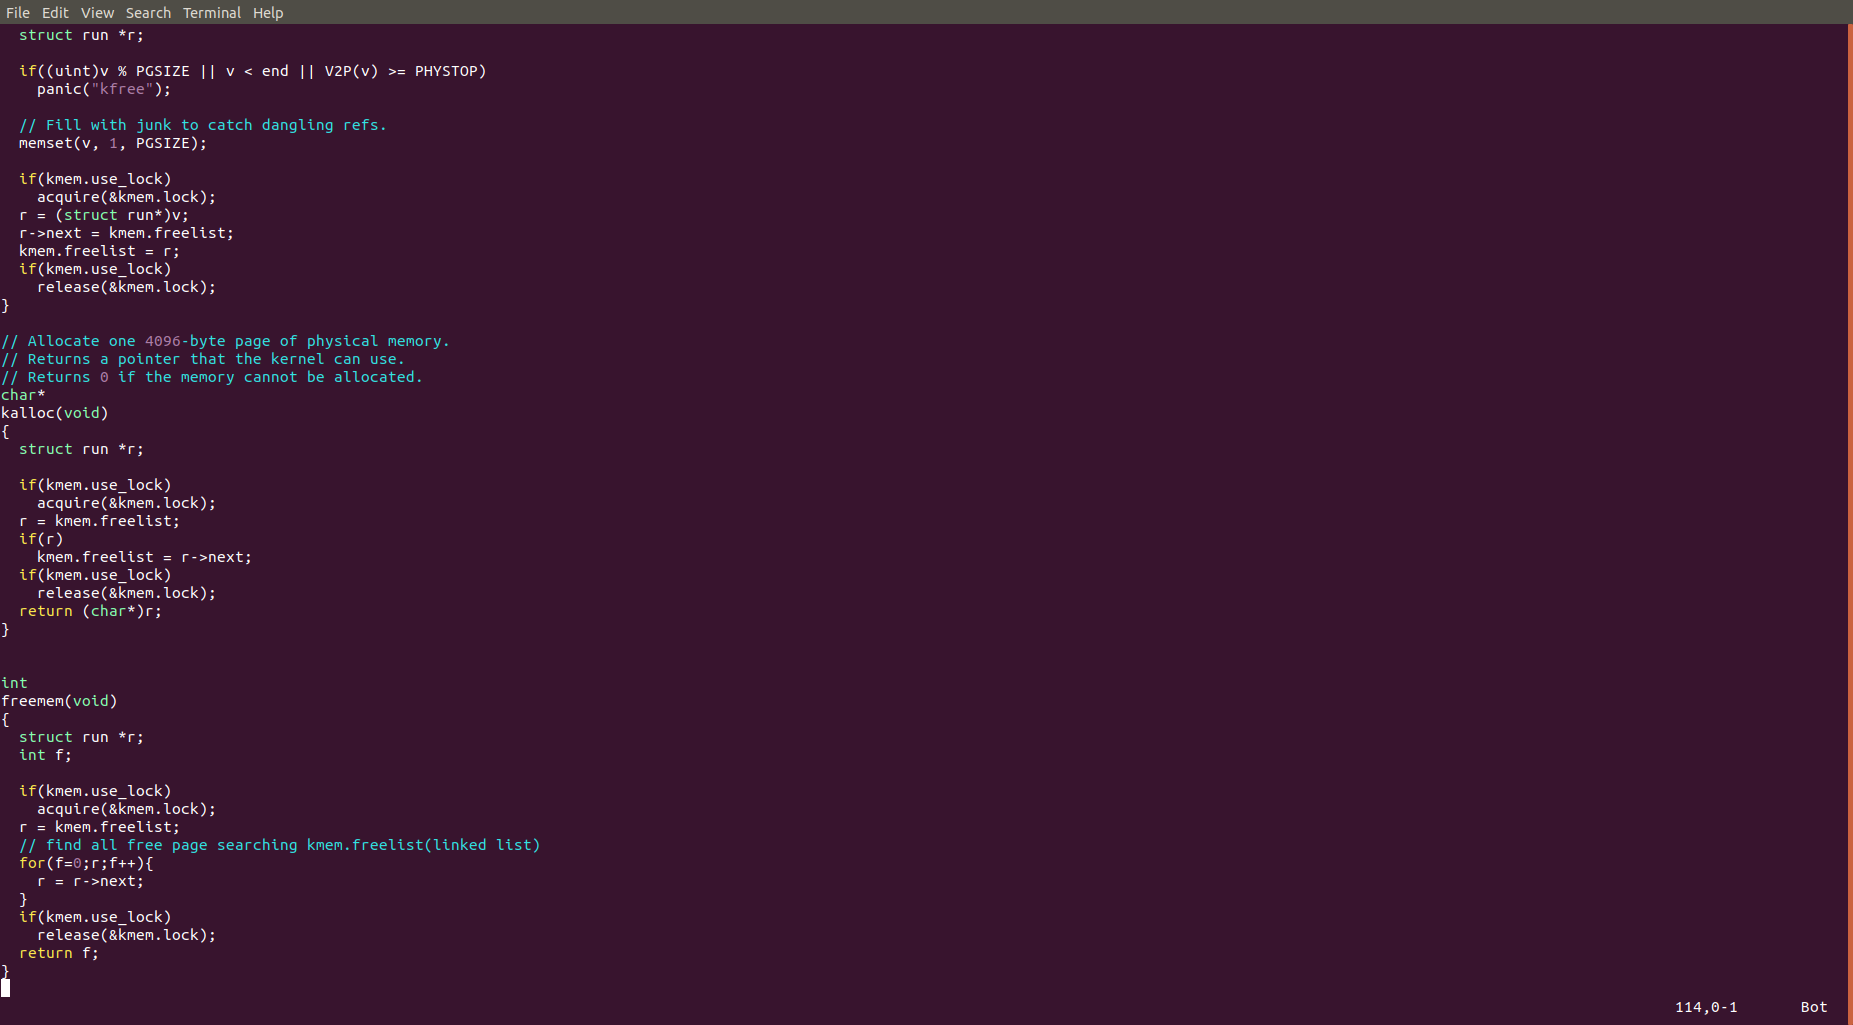 File Edit View Search Terminal Help
  struct run *r;

  if((uint)v % PGSIZE || v < end || V2P(v) >= PHYSTOP)
    panic("kfree");

  // Fill with junk to catch dangling refs.
  memset(v, 1, PGSIZE);

  if(kmem.use_lock)
    acquire(&kmem.lock);
  r = (struct run*)v;
  r->next = kmem.freelist;
  kmem.freelist = r;
  if(kmem.use_lock)
    release(&kmem.lock);
}

// Allocate one 4096-byte page of physical memory.
// Returns a pointer that the kernel can use.
// Returns 0 if the memory cannot be allocated.
char*
kalloc(void)
{
  struct run *r;

  if(kmem.use_lock)
    acquire(&kmem.lock);
  r = kmem.freelist;
  if(r)
    kmem.freelist = r->next;
  if(kmem.use_lock)
    release(&kmem.lock);
  return (char*)r;
}


int
freemem(void)
{
  struct run *r;
  int f;

  if(kmem.use_lock)
    acquire(&kmem.lock);
  r = kmem.freelist;
  // find all free page searching kmem.freelist(linked list)
  for(f=0;r;f++){
    r = r->next;
  }
  if(kmem.use_lock)
    release(&kmem.lock);
  return f;
}
114,0-1 Bot